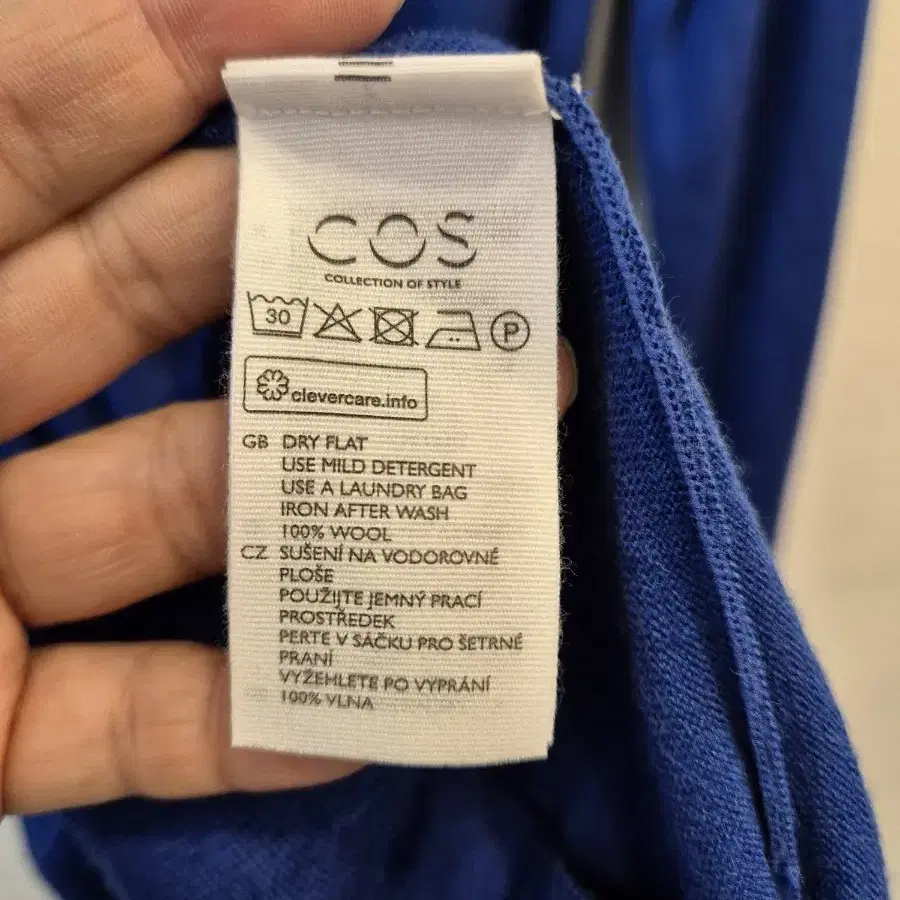 COS
COLLECTION OF STYLE
30
P
clevercare.info
GB DRY FLAT
USE MILD DETERGENT
USE A LAUNDRY BAG
IRON AFTER WASH
100% WOOL
CZ SUŠENÍ NA VODOROVNÉ
PLOŠE
POUŽIJTE JEMNÝ PRACÍ
PROSTŘEDEK
PERTE V SÁČKU PRO ŠETRNÉ
PRANÍ
VYŽEHLETE PO VYPRÁNÍ
100% VLNA